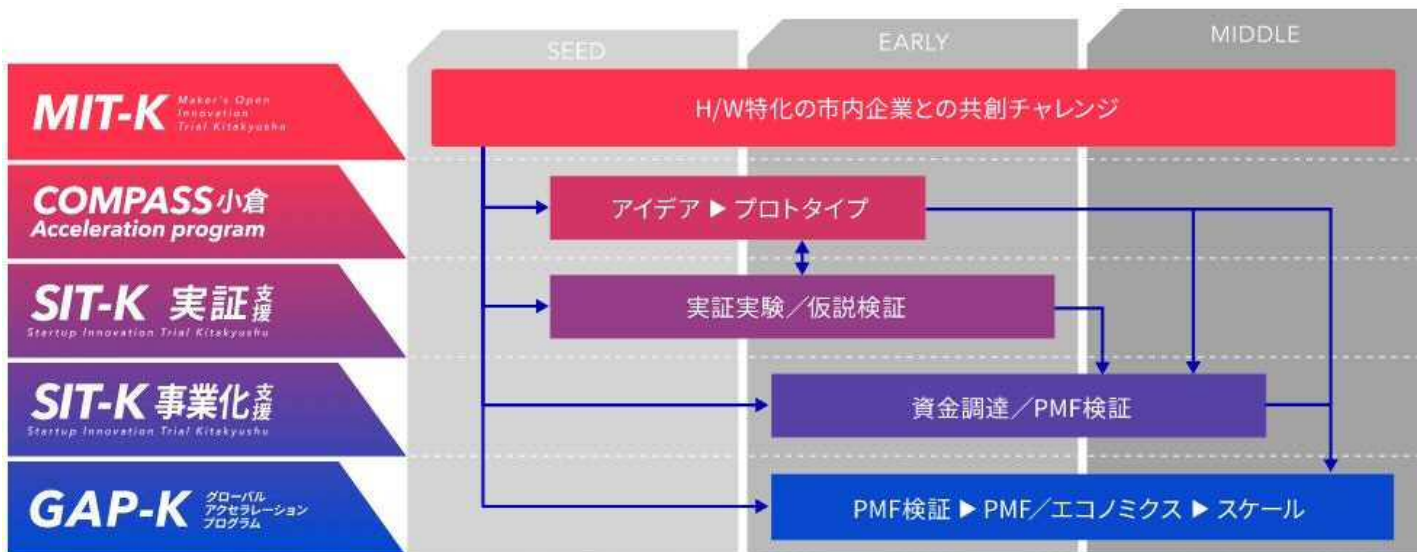 SEED
EARLY
MIDDLE
MIT-K
Maker's Open
Innovation
Trial Kitakyushu
H/W特化の市内企業との共創チャレンジ
COMPASS小倉
Acceleration program
アイデア ▶ プロトタイプ
SIT-K 実証支援
Startup Innovation Trial Kitakyushu
実証実験／仮説検証
SIT-K 事業化支援
Startup Innovation Trial Kitakyushu
資金調達／PMF検証
GAP-K
グローバル
アクセラレーション
プログラム
PMF検証 ▶ PMF／エコノミクス ▶ スケール